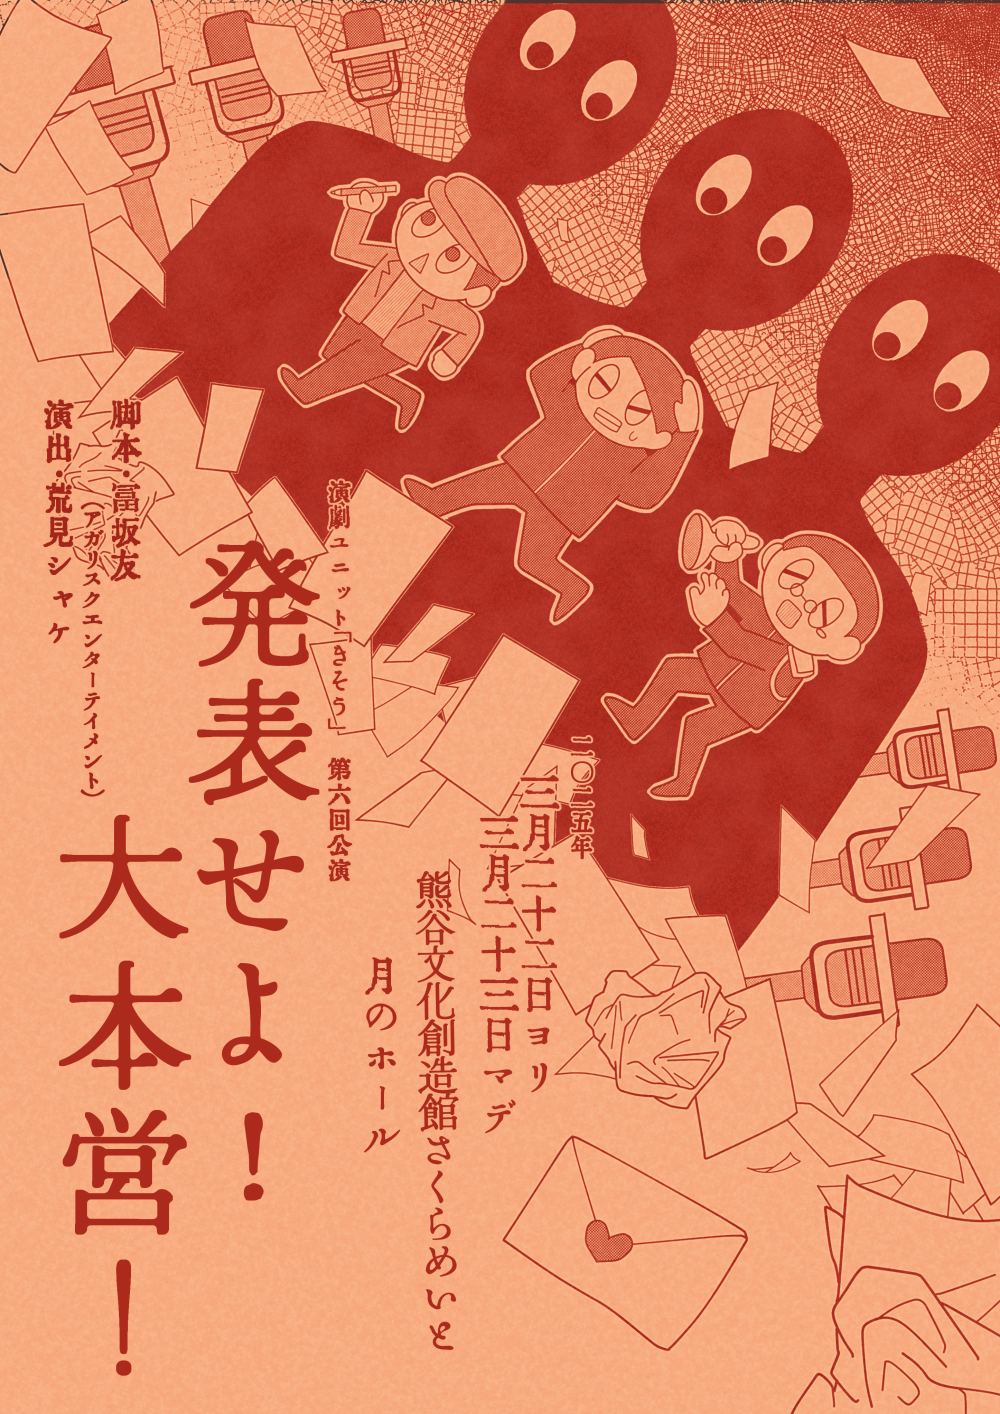 二〇二五年
三月二十二日ヨリ
三月二十三日マデ
熊谷文化創造館さくらめいと
月のホール
演劇ユニット「きそう」 第六回公演
発表せよ！
大本営！
脚本・冨坂友
（アガリスクエンターテイメント）
演出・荒見シャケ